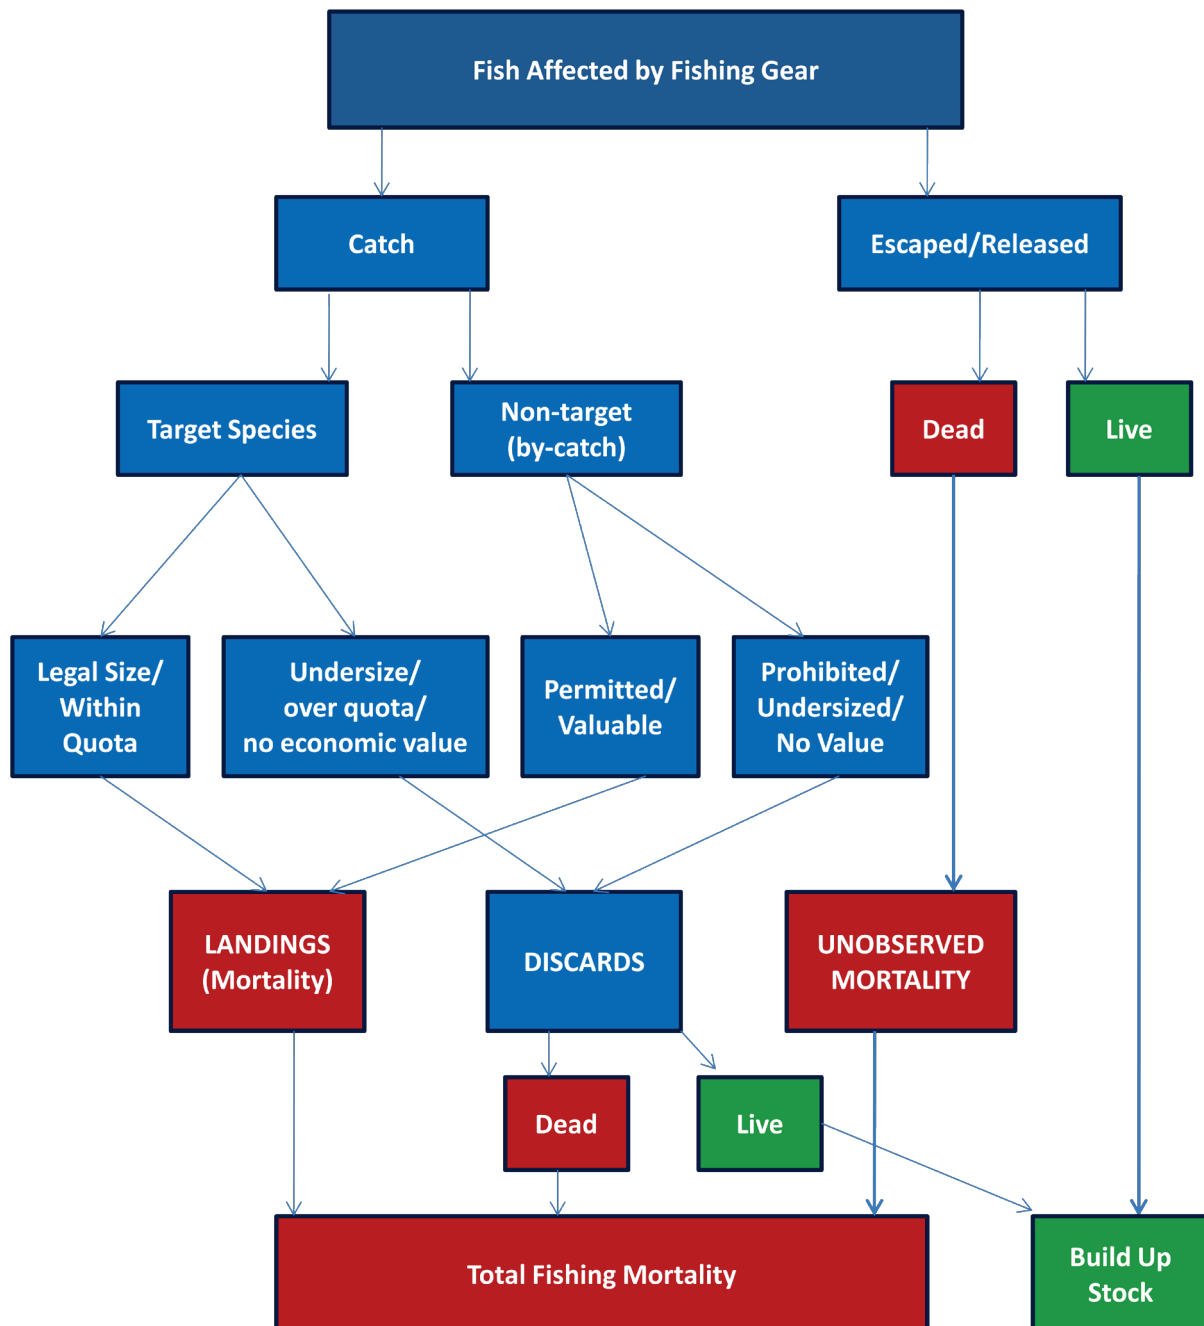 Fish Affected by Fishing Gear
Catch
Escaped/Released
Target Species
Non-target
(by-catch)
Dead
Live
Legal Size/
Within
Quota
Undersize/
over quota/
no economic value
Permitted/
Valuable
Prohibited/
Undersized/
No Value
LANDINGS
(Mortality)
DISCARDS
UNOBSERVED
MORTALITY
Dead
Live
Total Fishing Mortality
Build Up
Stock